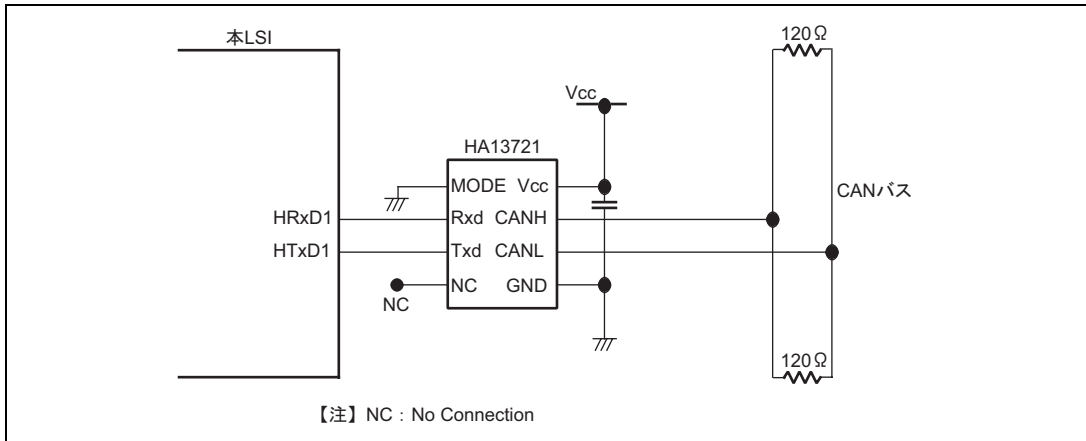 本LSI
120Ω
Vcc
HA13721
MODE Vcc
CANバス
HRxD1
Rxd CANH
HTxD1
Txd CANL
NC GND
NC
120Ω
【注】NC : No Connection